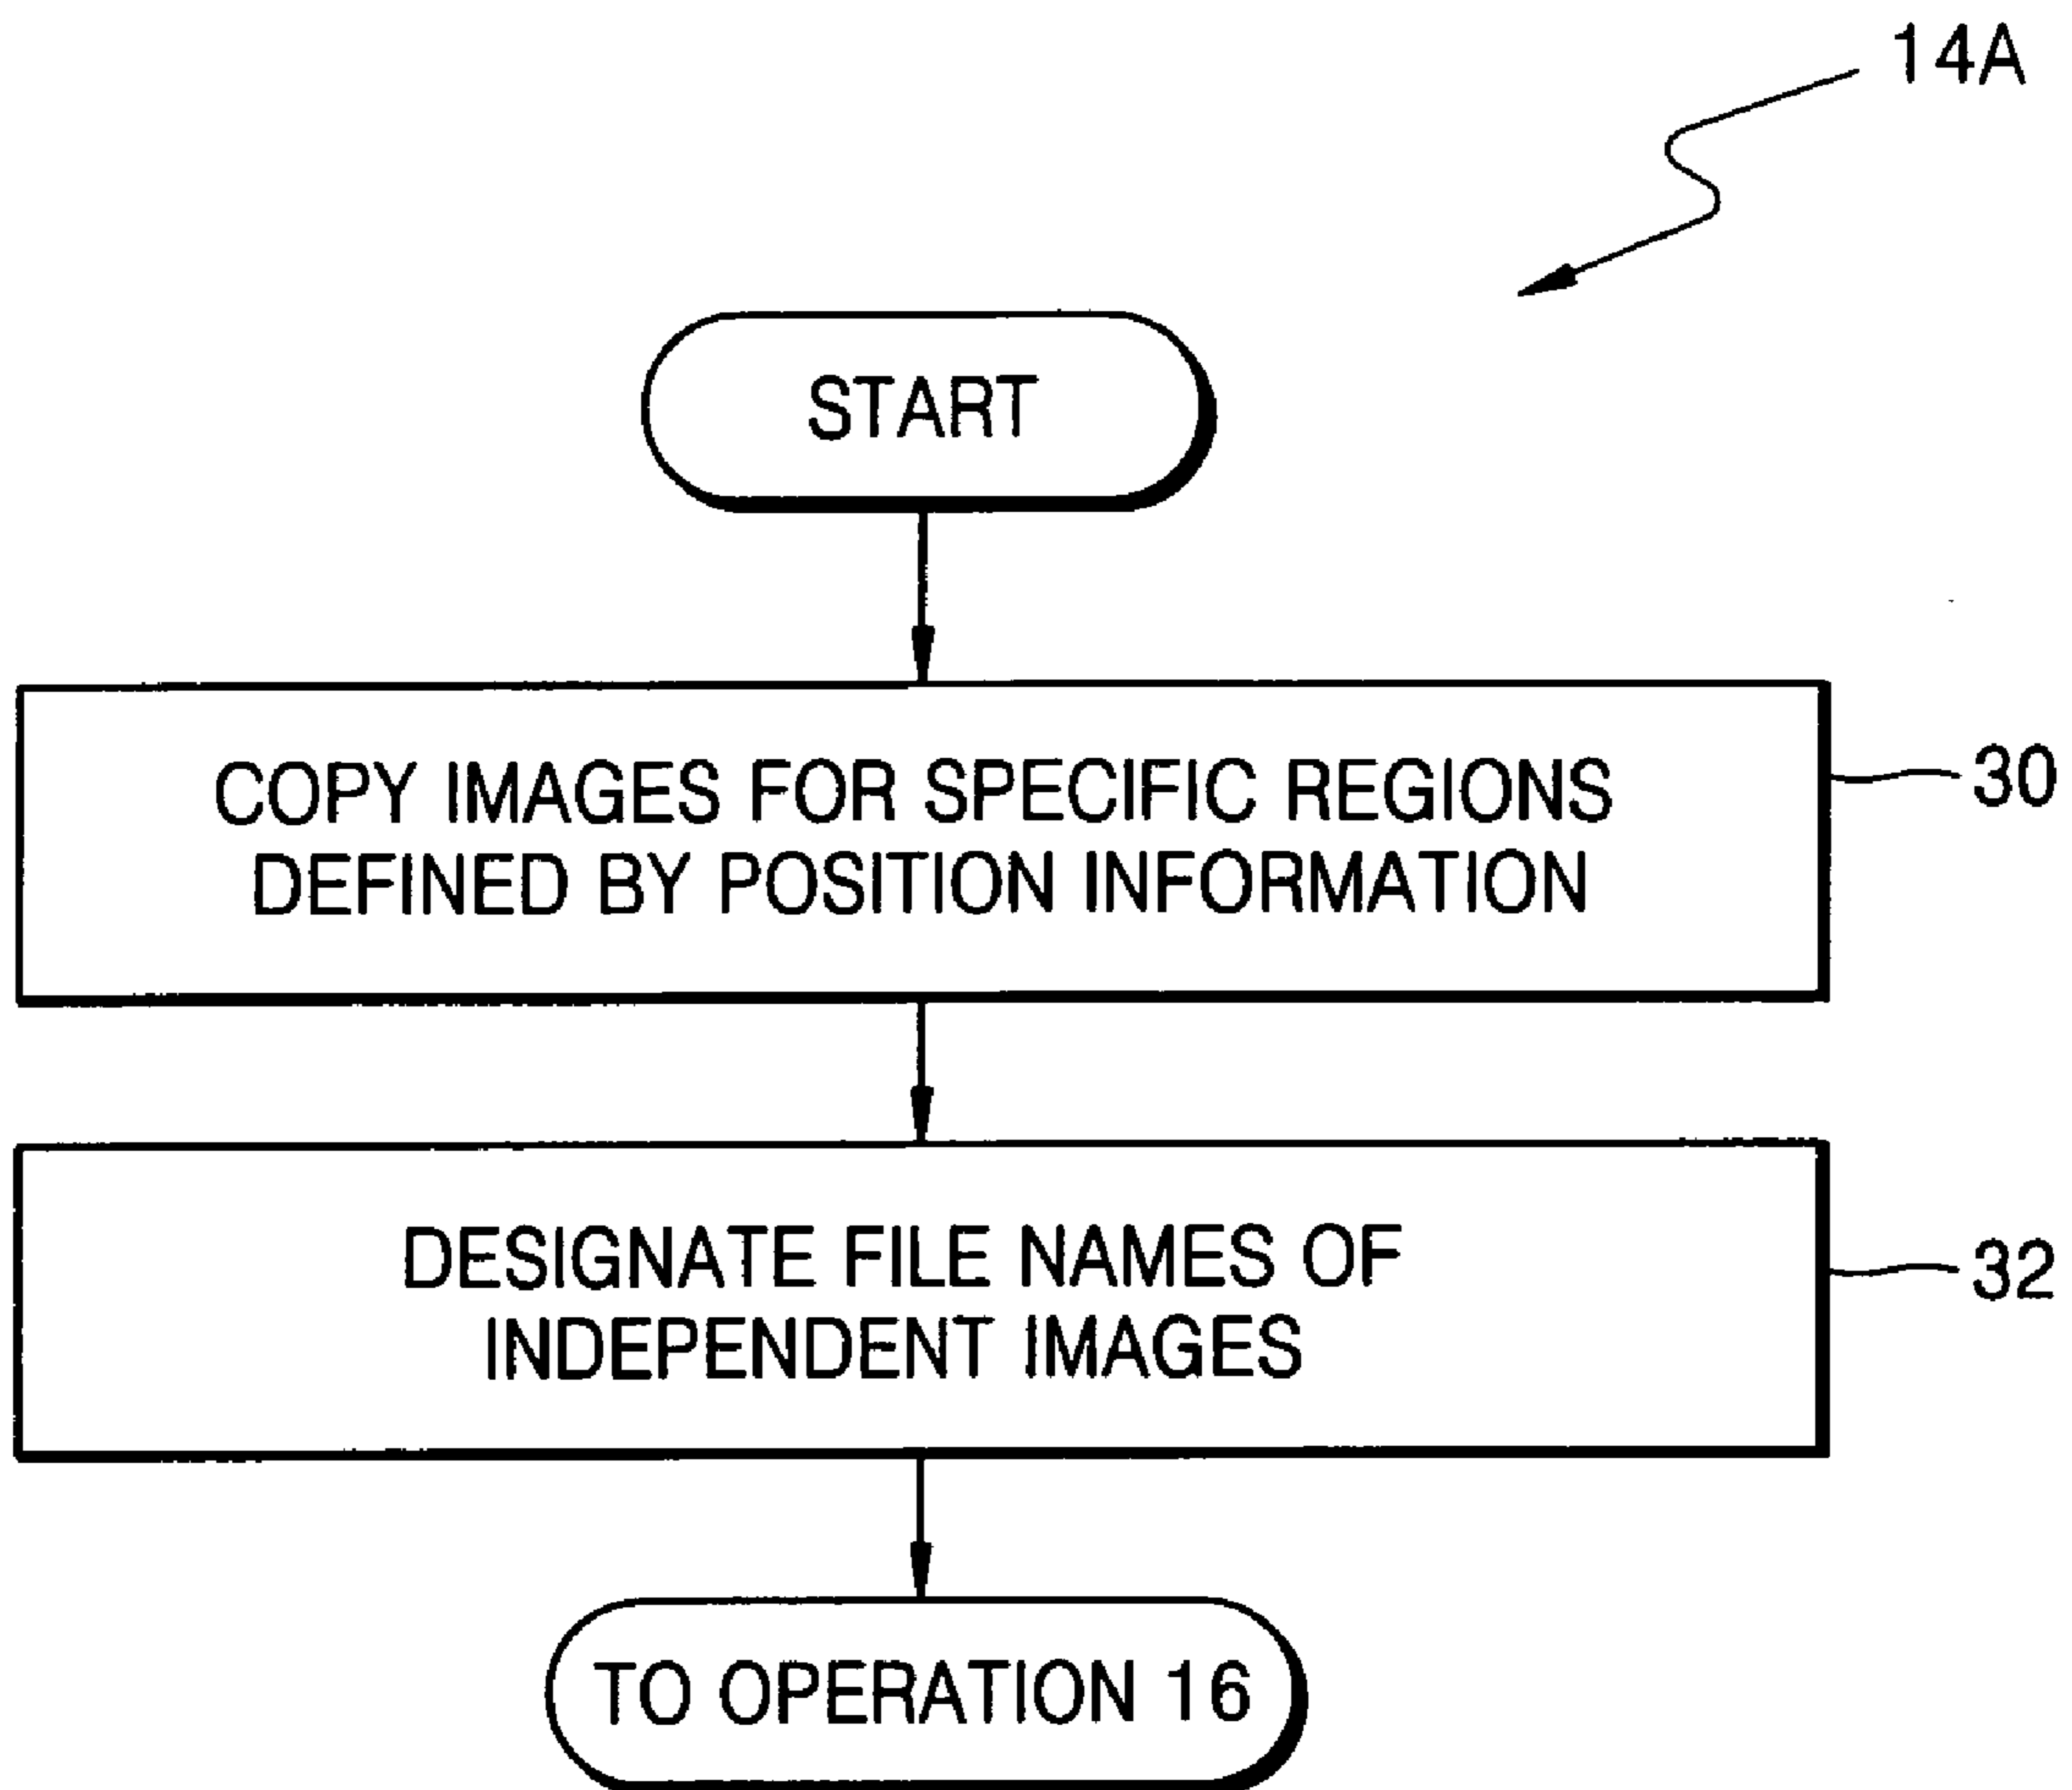 14A
START
COPY IMAGES FOR SPECIFIC REGIONS
DEFINED BY POSITION INFORMATION
30
DESIGNATE FILE NAMES OF
INDEPENDENT IMAGES
32
TO OPERATION 16